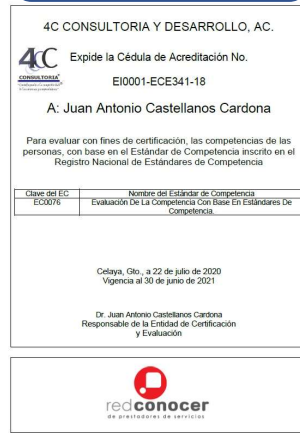 4C CONSULTORIA Y DESARROLLO, AC.
4C
CONSULTORIA
Expide la Cédula de Acreditación No.
EI0001-ECE341-18
A: Juan Antonio Castellanos Cardona
Para evaluar con fines de certificación, las competencias de las
personas, con base en el Estándar de Competencia inscrito en el
Registro Nacional de Estándares de Competencia
Clave del EC Nombre del Estándar de Competencia
EC0076 Evaluación De La Competencia Con Base En Estándares De
Competencia.
Celaya, Gto., a 22 de julio de 2020
Vigencia al 30 de junio de 2021
Dr. Juan Antonio Castellanos Cardona
Responsable de la Entidad de Certificación
y Evaluación
redconocer
de prestadores de servicios